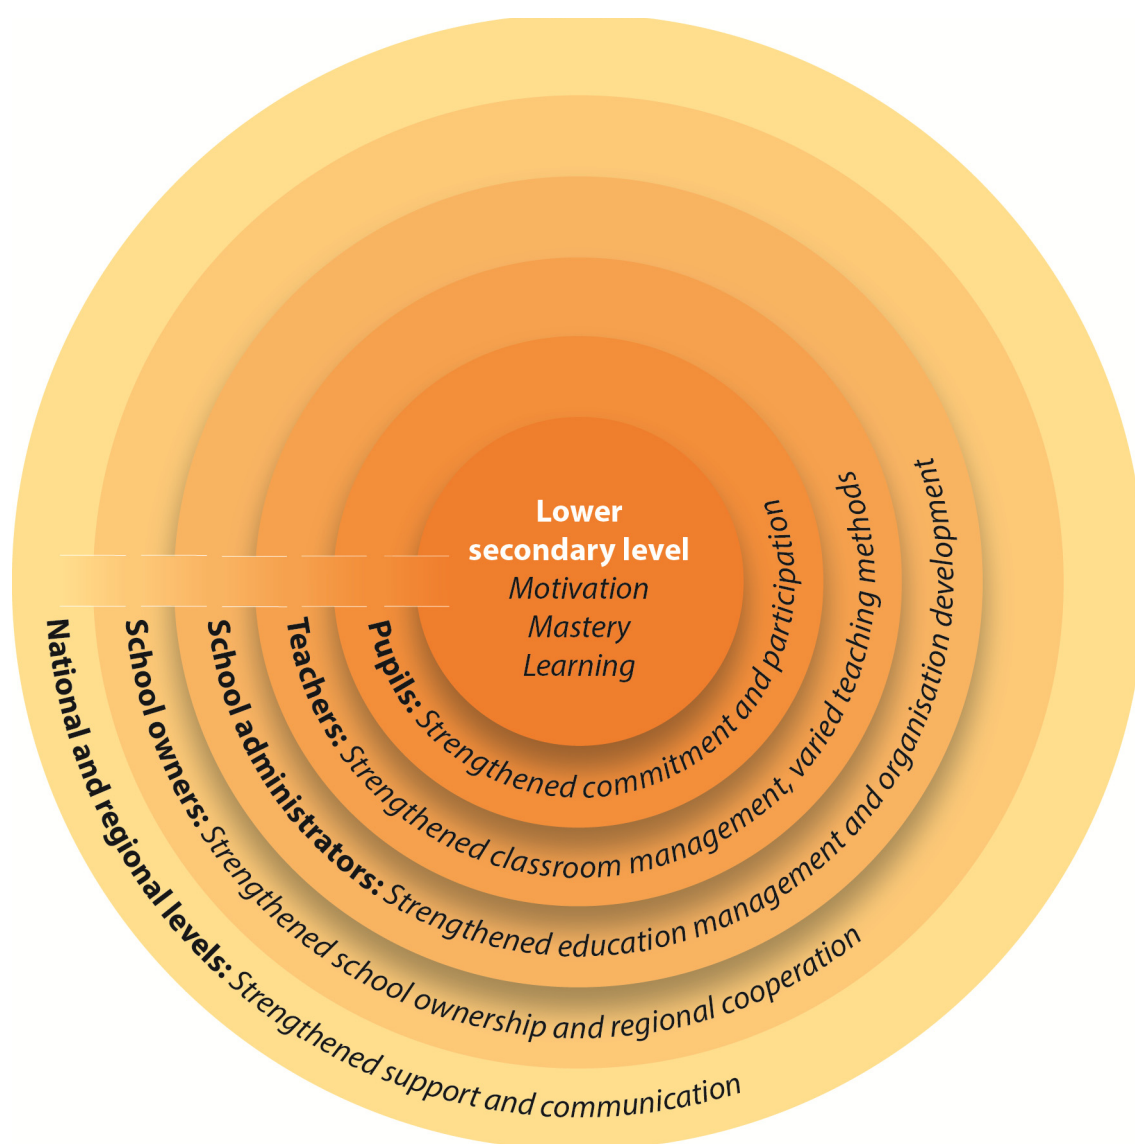 Lower
secondary level
Motivation
Mastery
Learning
Pupils: Strengthened commitment and participation
Teachers: Strengthened classroom management, varied teaching methods
School administrators: Strengthened education management and organisation development
School owners: Strengthened school ownership and regional cooperation
National and regional levels: Strengthened support and communication